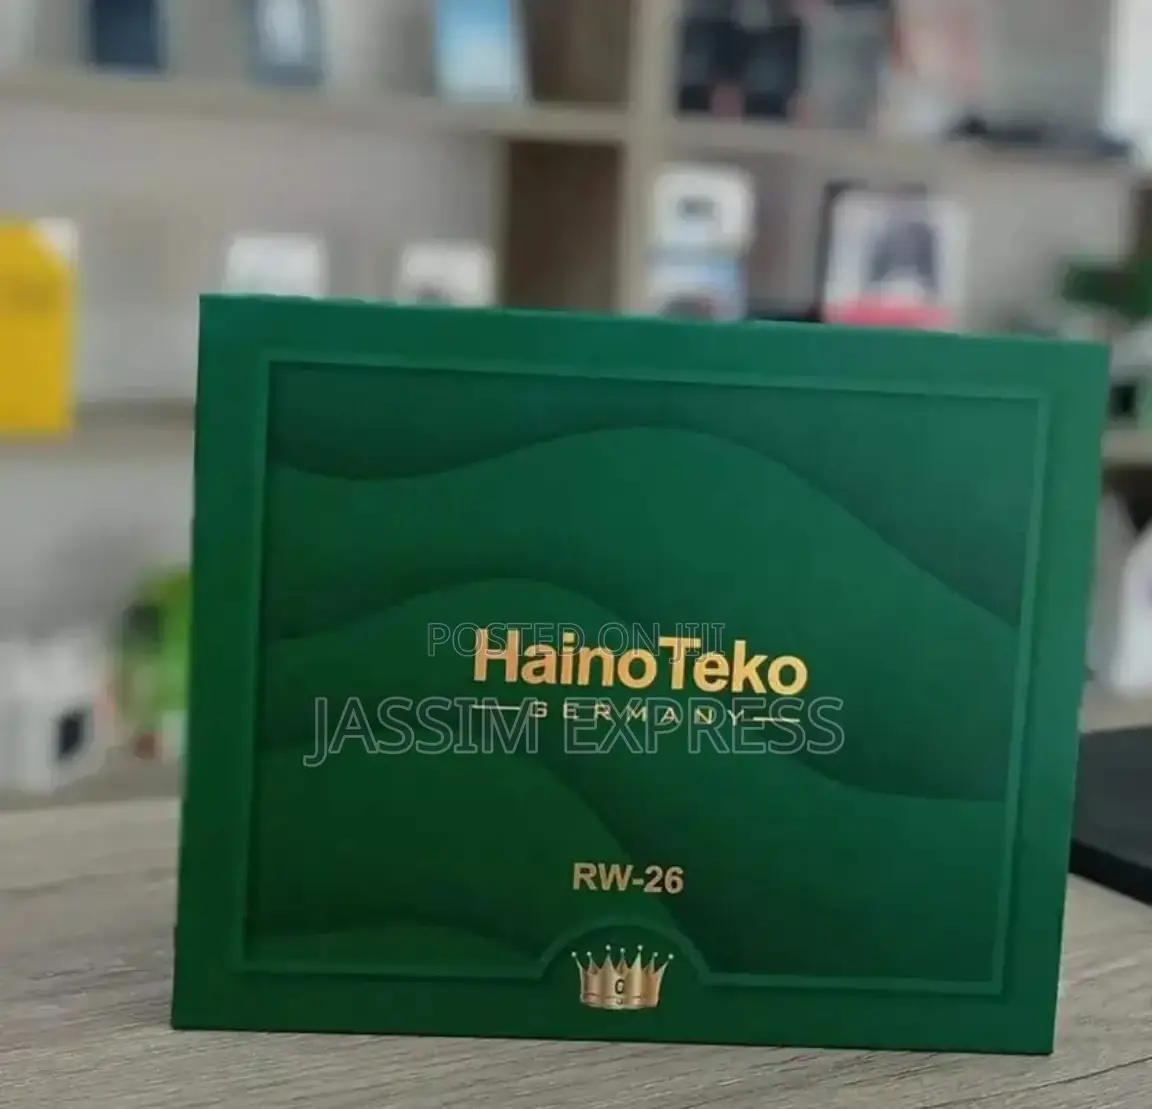 POSTED ON JIJI
HainoTeko
GERMANY
JASSIM EXPRESS
RW-26